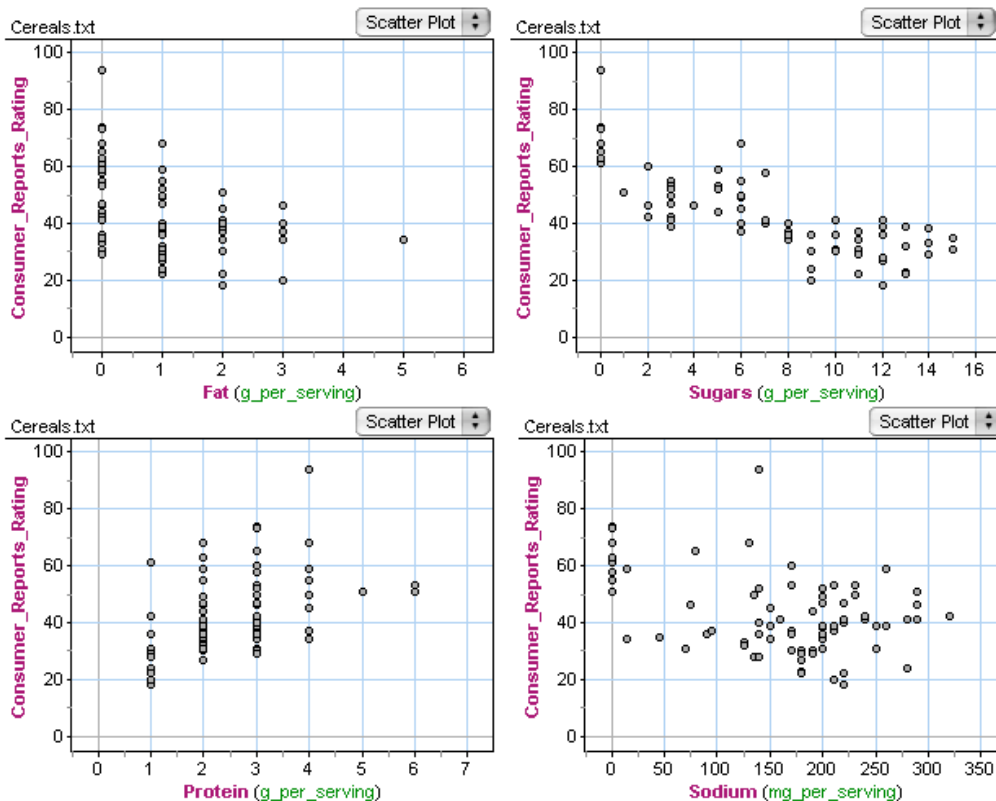 Cereals.txt
Scatter Plot
Consumer_Reports_Rating
100
80
60
40
20
0
0 1 2 3 4 5 6
Fat (g_per_serving)
Cereals.txt
Scatter Plot
Consumer_Reports_Rating
100
80
60
40
20
0
0 2 4 6 8 10 12 14 16
Sugars (g_per_serving)
Cereals.txt
Scatter Plot
Consumer_Reports_Rating
100
80
60
40
20
0
0 1 2 3 4 5 6 7
Protein (g_per_serving)
Cereals.txt
Scatter Plot
Consumer_Reports_Rating
100
80
60
40
20
0
0 50 100 150 200 250 300 350
Sodium (mg_per_serving)